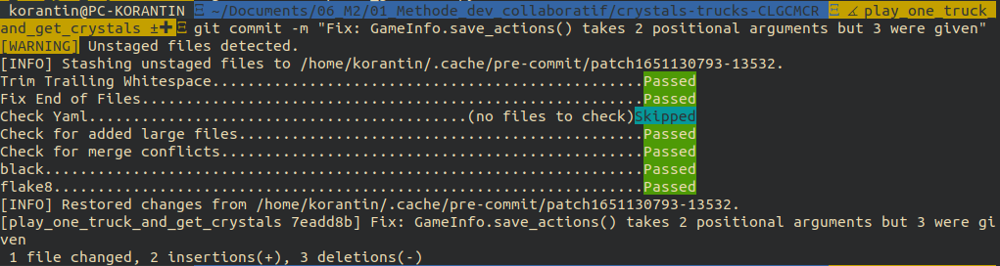 korantin@PC-KORANTIN ~/Documents/06_M2/01_Methode_dev_collaboratif/crystals-trucks-CLGCMCR play_one_truck_
and_get_crystals ±✚ git commit -m "Fix: GameInfo.save_actions() takes 2 positional arguments but 3 were given"
[WARNING] Unstaged files detected.
[INFO] Stashing unstaged files to /home/korantin/.cache/pre-commit/patch1651130793-13532.
Trim Trailing Whitespace.................................................Passed
Fix End of Files.........................................................Passed
Check Yaml...........................................(no files to check)Skipped
Check for added large files..............................................Passed
Check for merge conflicts................................................Passed
black....................................................................Passed
flake8...................................................................Passed
[INFO] Restored changes from /home/korantin/.cache/pre-commit/patch1651130793-13532.
[play_one_truck_and_get_crystals 7eadd8b] Fix: GameInfo.save_actions() takes 2 positional arguments but 3 were gi
ven
 1 file changed, 2 insertions(+), 3 deletions(-)